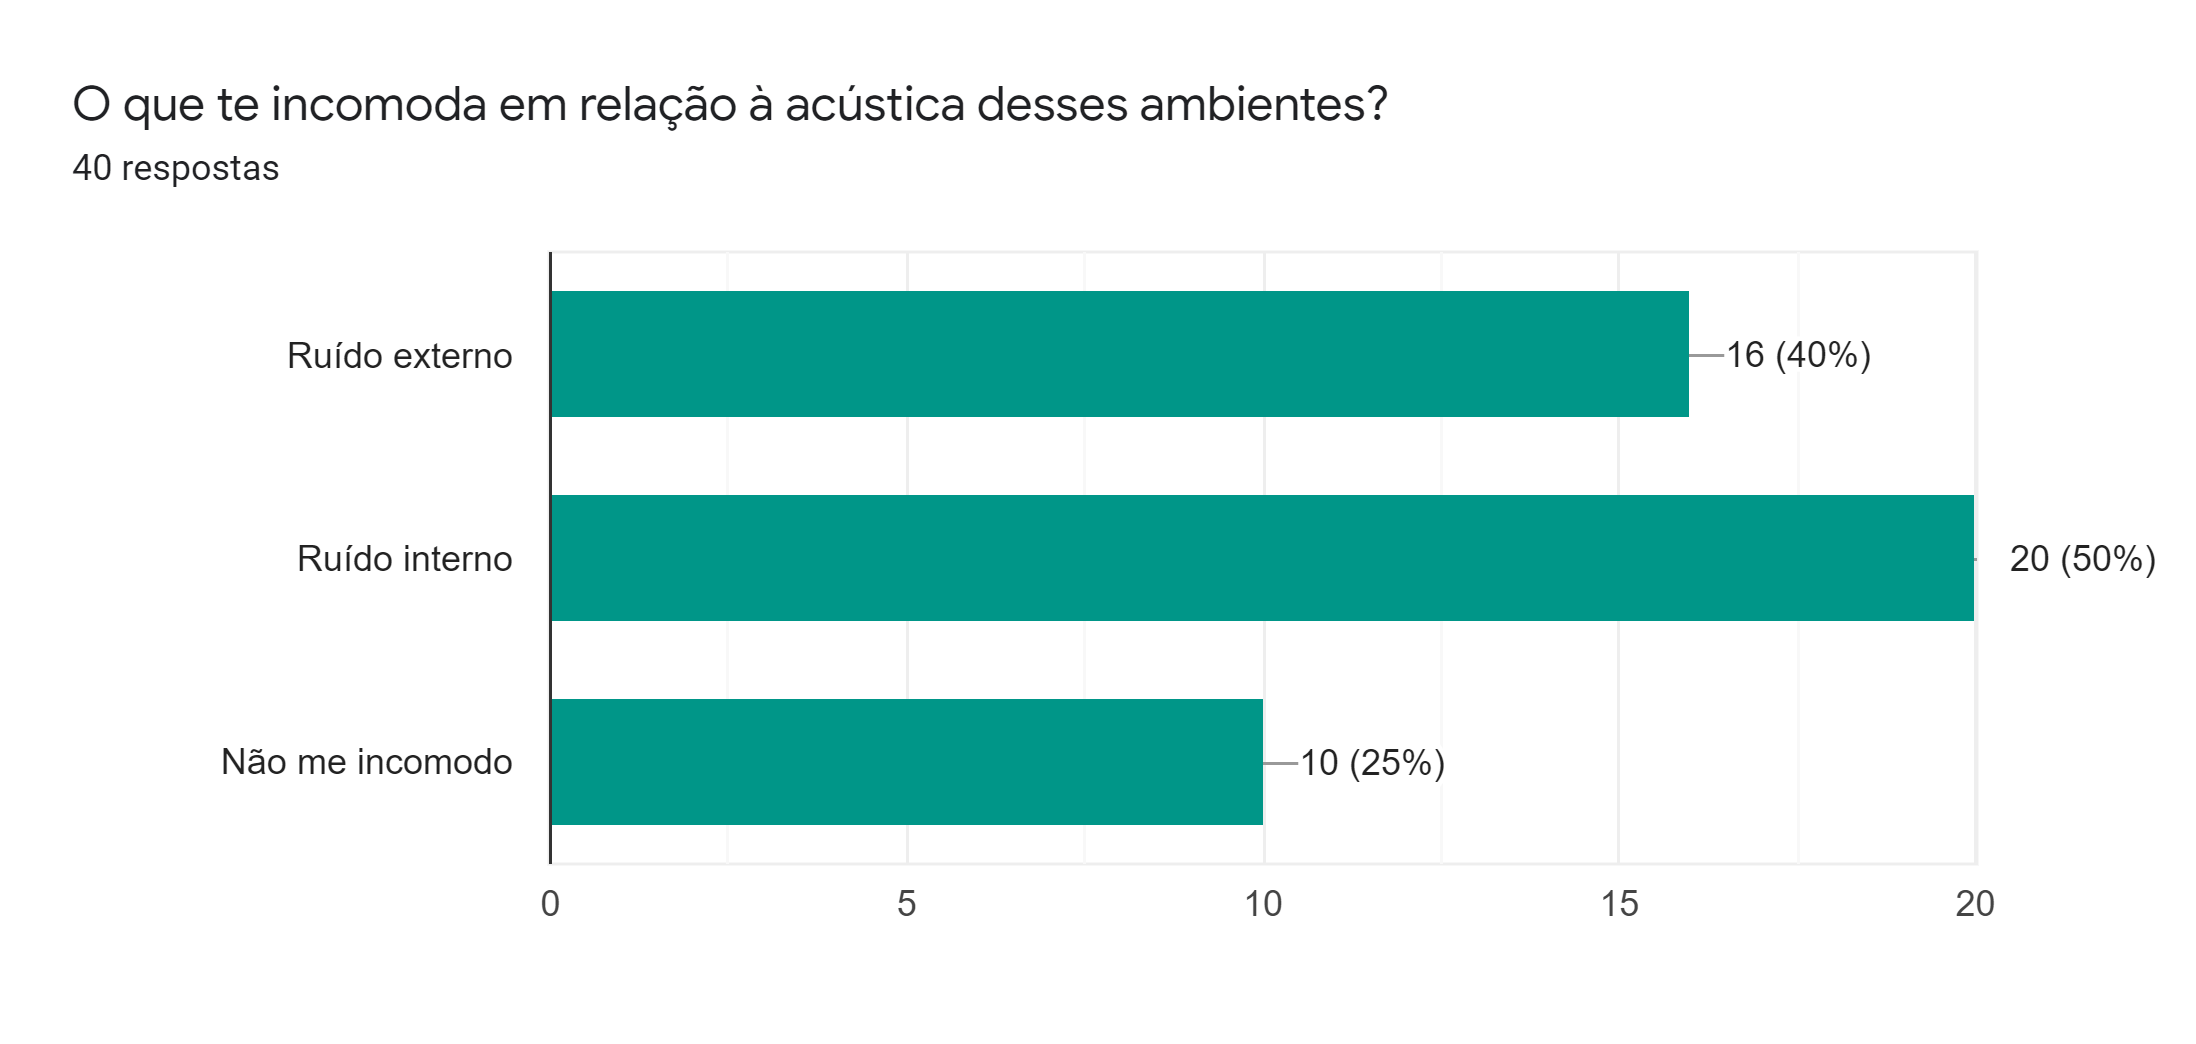 O que te incomoda em relação à acústica desses ambientes?
40 respostas
Ruído externo
16 (40%)
Ruído interno
20 (50%)
Não me incomodo
10 (25%)
0 5 10 15 20